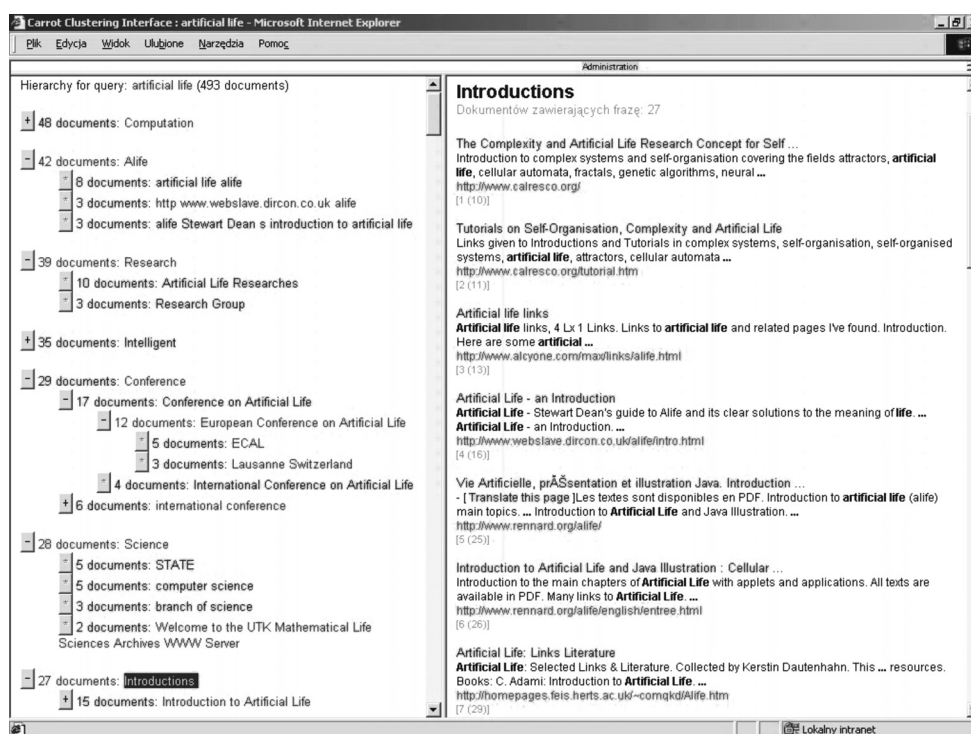 Carrot Clustering Interface : artificial life - Microsoft Internet Explorer
Plik Edycja Widok Ulubione Narzędzia Pomoc
Administration
Hierarchy for query: artificial life (493 documents)
+ 48 documents: Computation
- 42 documents: Alife
8 documents: artificial life alife
3 documents: http www.webslave.dircon.co.uk alife
3 documents: alife Stewart Dean s introduction to artificial life
- 39 documents: Research
10 documents: Artificial Life Researches
3 documents: Research Group
+ 35 documents: Intelligent
- 29 documents: Conference
- 17 documents: Conference on Artificial Life
- 12 documents: European Conference on Artificial Life
5 documents: ECAL
3 documents: Lausanne Switzerland
4 documents: International Conference on Artificial Life
+ 6 documents: international conference
- 28 documents: Science
5 documents: STATE
5 documents: computer science
3 documents: branch of science
2 documents: Welcome to the UTK Mathematical Life
Sciences Archives WWW Server
- 27 documents: Introductions
+ 15 documents: Introduction to Artificial Life
Introductions
Dokumentów zawierających frazę: 27
The Complexity and Artificial Life Research Concept for Self ...
Introduction to complex systems and self-organisation covering the fields attractors, artificial
life, cellular automata, fractals, genetic algorithms, neural ...
http://www.calresco.org/
[1 (10)]
Tutorials on Self-Organisation, Complexity and Artificial Life
Links given to Introductions and Tutorials in complex systems, self-organisation, self-organised
systems, artificial life, attractors, cellular automata ...
http://www.calresco.org/tutorial.htm
[2 (11)]
Artificial life links
Artificial life links, 4 Lx 1 Links. Links to artificial life and related pages I've found. Introduction.
Here are some artificial ...
http://www.alcyone.com/max/links/alife.html
[3 (13)]
Artificial Life - an Introduction
Artificial Life - Stewart Dean's guide to Alife and its clear solutions to the meaning of life. ...
Artificial Life - an Introduction. ...
http://www.webslave.dircon.co.uk/alife/intro.html
[4 (16)]
Vie Artificielle, prÃŠsentation et illustration Java. Introduction ...
- [ Translate this page ]Les textes sont disponibles en PDF. Introduction to artificial life (alife)
main topics. ... Introduction to Artificial Life and Java Illustration. ...
http://www.rennard.org/alife/
[5 (25)]
Introduction to Artificial Life and Java Illustration : Cellular ...
Introduction to the main chapters of Artificial Life with applets and applications. All texts are
available in PDF. Many links to Artificial Life. ...
http://www.rennard.org/alife/english/entree.html
[6 (26)]
Artificial Life: Links Literature
Artificial Life: Selected Links & Literature. Collected by Kerstin Dautenhahn. This ... resources.
Books: C. Adami: Introduction to Artificial Life. ...
http://homepages.feis.herts.ac.uk/~comqkd/Alife.htm
[7 (29)]
Lokalny intranet